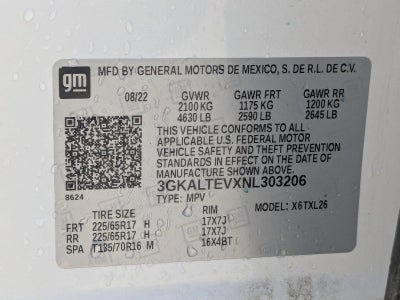 gm
MFD BY GENERAL MOTORS DE MEXICO, S. DE R.L. DE C.V.
08/22 GVWR GAWR FRT GAWR RR
2100 KG 1175 KG 1200 KG
4630 LB 2590 LB 2645 LB
THIS VEHICLE CONFORMS TO ALL
APPLICABLE U.S. FEDERAL MOTOR
VEHICLE SAFETY AND THEFT PREVENTION
STANDARDS IN EFFECT ON THE DATE OF
MANUFACTURE SHOWN ABOVE.
8624
3GKALTEVXNL303206
TYPE: MPV MODEL: X6TXL26
TIRE SIZE RIM
FRT 225/65R17 H 17X7J
RR 225/65R17 H 17X7J
SPA T135/70R16 M 16X4BT